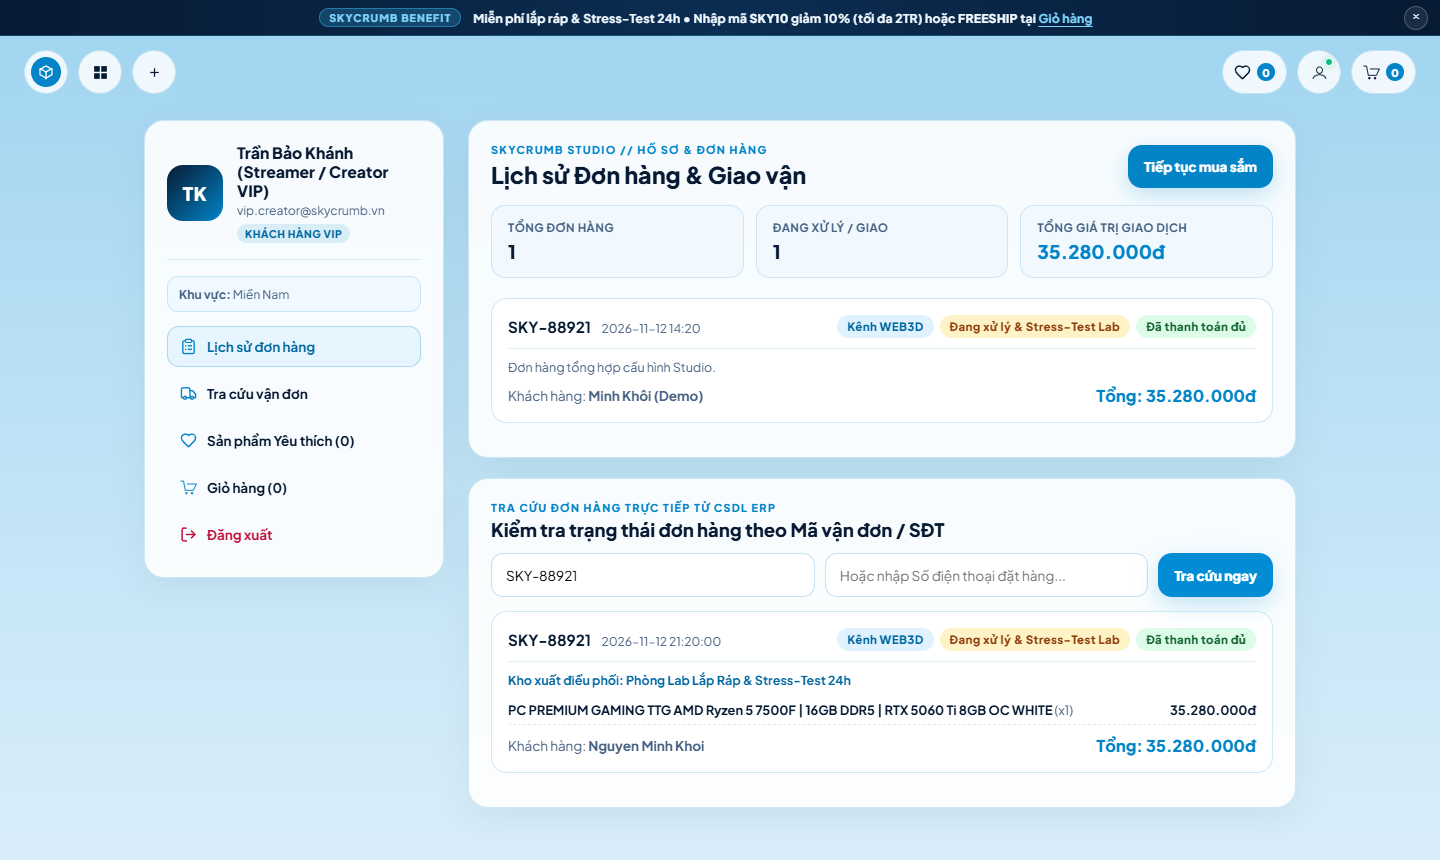 SKYCRUMB BENEFIT Miễn phí lắp ráp & Stress-Test 24h • Nhập mã SKY10 giảm 10% (tối đa 2TR) hoặc FREESHIP tại Giỏ hàng ×
+ 0 0
Trần Bảo Khánh
(Streamer / Creator
VIP)
TK
vip.creator@skycrumb.vn
KHÁCH HÀNG VIP
Khu vực: Miền Nam
Lịch sử đơn hàng
Tra cứu vận đơn
Sản phẩm Yêu thích (0)
Giỏ hàng (0)
Đăng xuất
SKYCRUMB STUDIO // HỒ SƠ & ĐƠN HÀNG
Lịch sử Đơn hàng & Giao vận
Tiếp tục mua sắm
TỔNG ĐƠN HÀNG
1
ĐANG XỬ LÝ / GIAO
1
TỔNG GIÁ TRỊ GIAO DỊCH
35.280.000đ
SKY-88921 2026-11-12 14:20 Kênh WEB3D Đang xử lý & Stress-Test Lab Đã thanh toán đủ
Đơn hàng tổng hợp cấu hình Studio.
Khách hàng: Minh Khôi (Demo) Tổng: 35.280.000đ
TRA CỨU ĐƠN HÀNG TRỰC TIẾP TỪ CSDL ERP
Kiểm tra trạng thái đơn hàng theo Mã vận đơn / SĐT
SKY-88921 Hoặc nhập Số điện thoại đặt hàng... Tra cứu ngay
SKY-88921 2026-11-12 21:20:00 Kênh WEB3D Đang xử lý & Stress-Test Lab Đã thanh toán đủ
Kho xuất điều phối: Phòng Lab Lắp Ráp & Stress-Test 24h
PC PREMIUM GAMING TTG AMD Ryzen 5 7500F | 16GB DDR5 | RTX 5060 Ti 8GB OC WHITE (x1) 35.280.000đ
Khách hàng: Nguyen Minh Khoi Tổng: 35.280.000đ